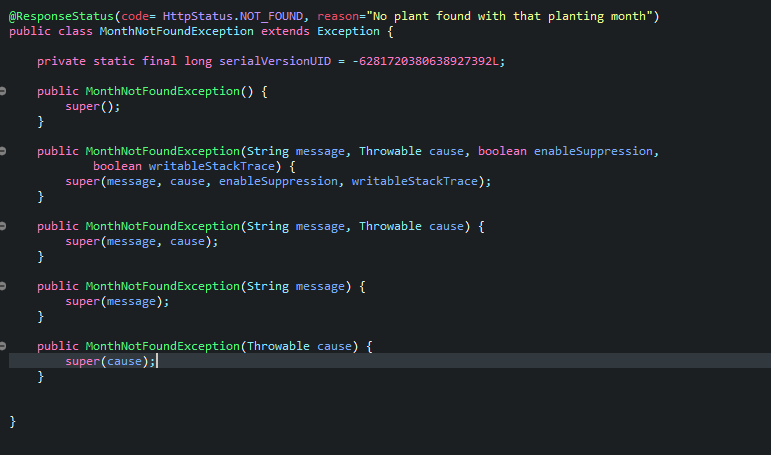 @ResponseStatus(code= HttpStatus.NOT_FOUND, reason="No plant found with that planting month")
public class MonthNotFoundException extends Exception {
private static final long serialVersionUID = -6281720380638927392L;
public MonthNotFoundException() {
super();
}
public MonthNotFoundException(String message, Throwable cause, boolean enableSuppression,
boolean writableStackTrace) {
super(message, cause, enableSuppression, writableStackTrace);
}
public MonthNotFoundException(String message, Throwable cause) {
super(message, cause);
}
public MonthNotFoundException(String message) {
super(message);
}
public MonthNotFoundException(Throwable cause) {
super(cause);
}
}